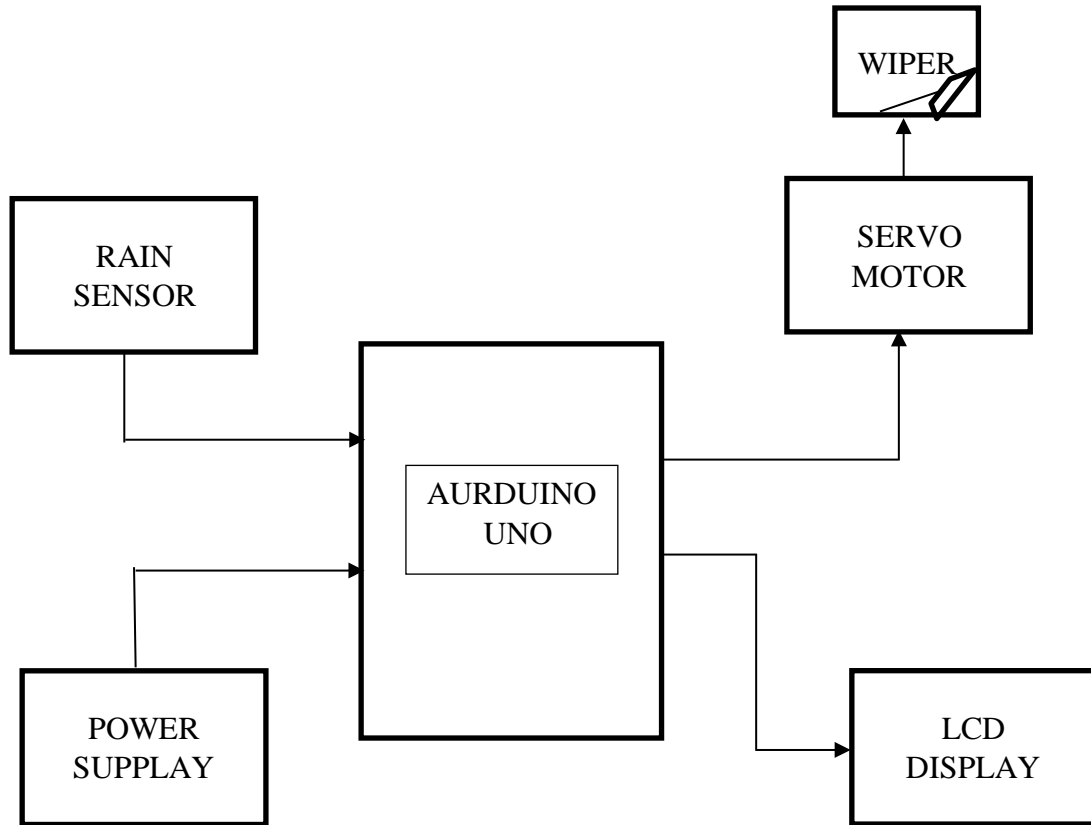 WIPER
RAIN
SENSOR
SERVO
MOTOR
AURDUINO
UNO
POWER
SUPPLAY
LCD
DISPLAY